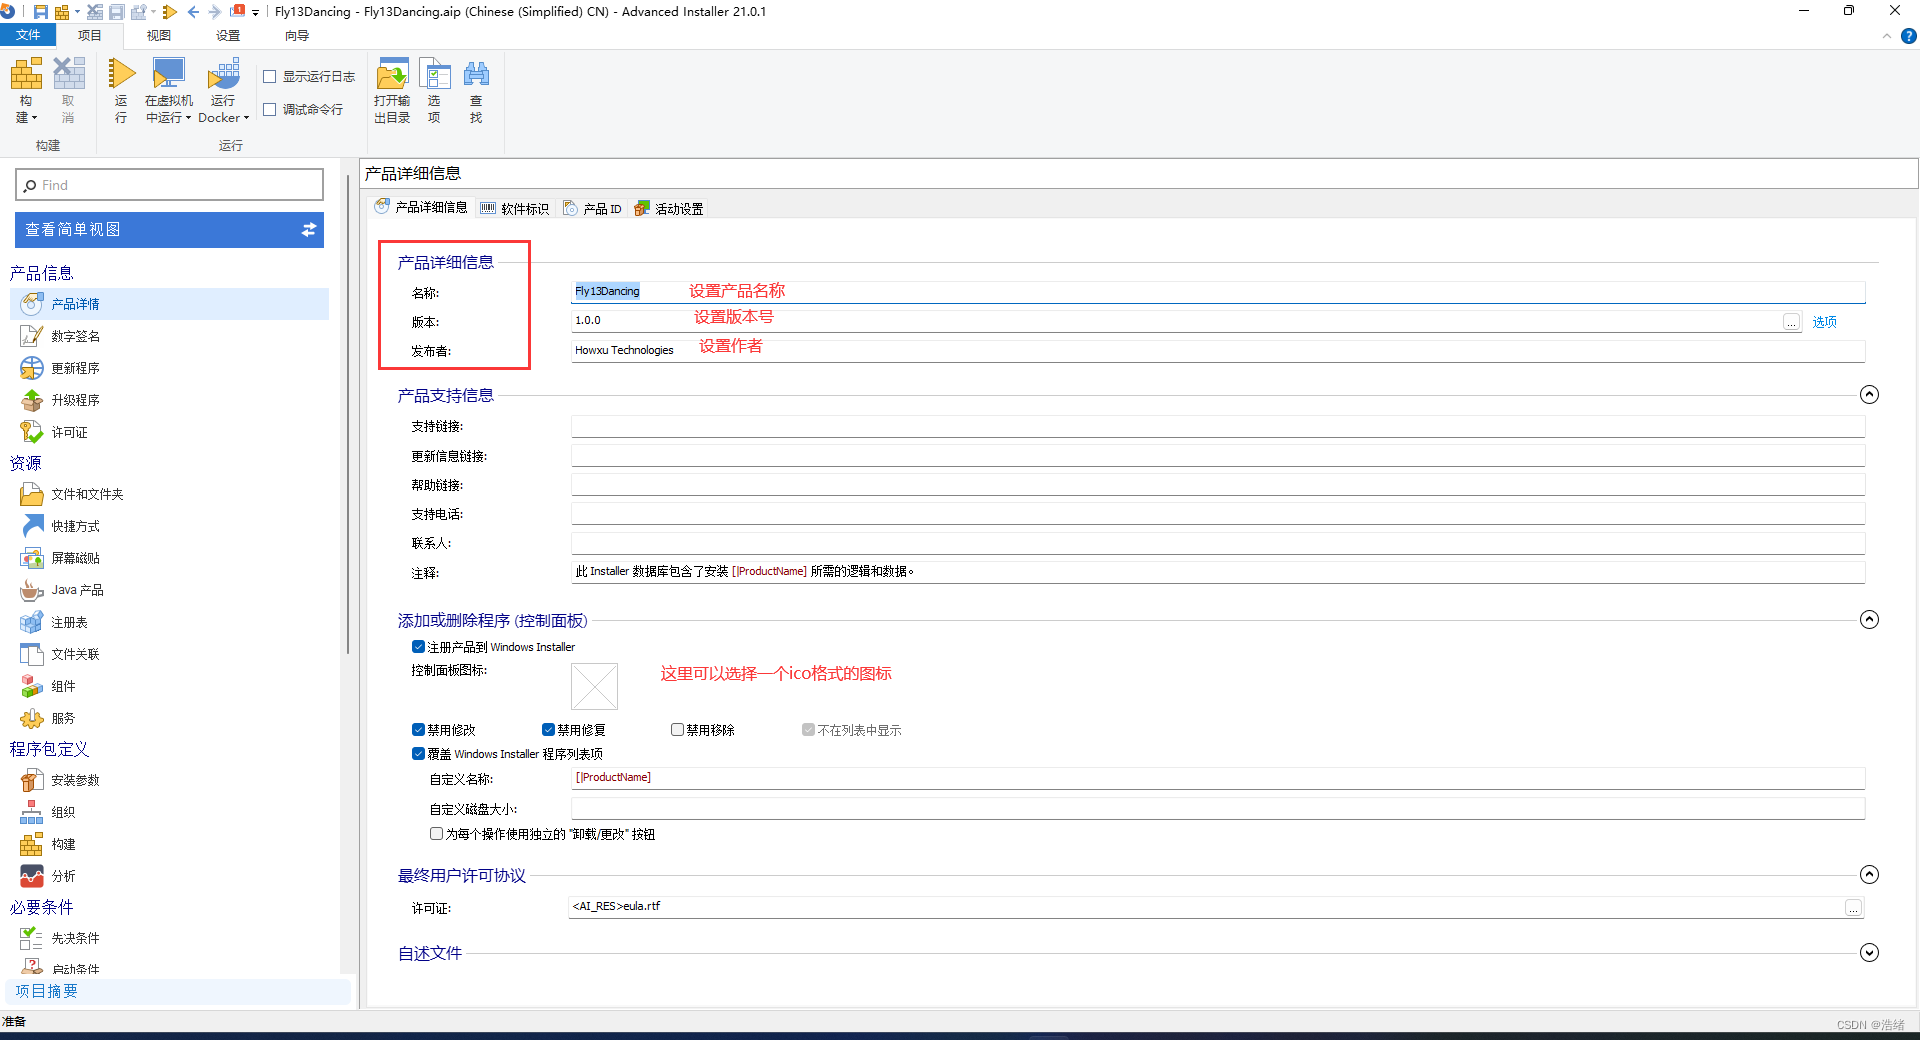 Fly13Dancing - Fly13Dancing.aip (Chinese (Simplified) CN) - Advanced Installer 21.0.1
文件 项目 视图 设置 向导
构建
取消
运行
在虚拟机中运行
运行 Docker
显示运行日志
调试命令行
打开输出目录
选项
查找
构建
运行
Find
查看简单视图
产品信息
产品详情
数字签名
更新程序
升级程序
许可证
资源
文件和文件夹
快捷方式
屏幕磁贴
Java 产品
注册表
文件关联
组件
服务
程序包定义
安装参数
组织
构建
分析
必要条件
先决条件
启动条件
项目摘要
准备
产品详细信息
产品详细信息 软件标识 产品 ID 活动设置
产品详细信息
名称: Fly13Dancing 设置产品名称
版本: 1.0.0 设置版本号 ... 选项
发布者: Howxu Technologies 设置作者
产品支持信息
支持链接:
更新信息链接:
帮助链接:
支持电话:
联系人:
注释: 此 Installer 数据库包含了安装 [|ProductName] 所需的逻辑和数据。
添加或删除程序 (控制面板)
注册产品到 Windows Installer
控制面板图标: 这里可以选择一个ico格式的图标
禁用修改 禁用修复 禁用移除 不在列表中显示
覆盖 Windows Installer 程序列表项
自定义名称: [|ProductName]
自定义磁盘大小:
为每个操作使用独立的 "卸载/更改" 按钮
最终用户许可协议
许可证: <AI_RES>eula.rtf ...
自述文件
CSDN @浩绪